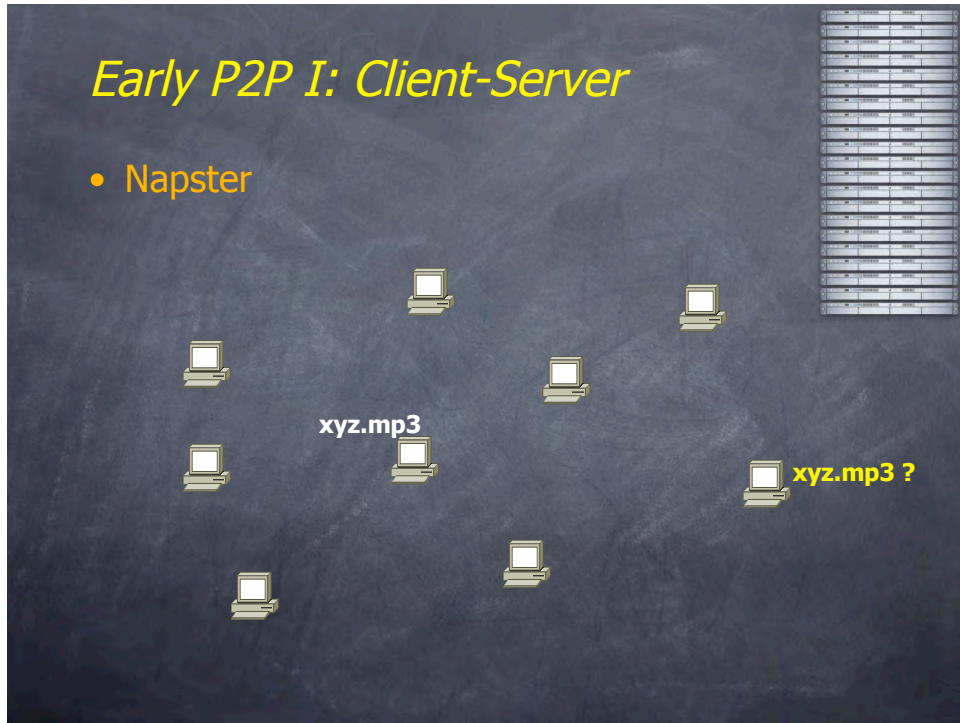 Early P2P I: Client-Server
• Napster
xyz.mp3
xyz.mp3 ?